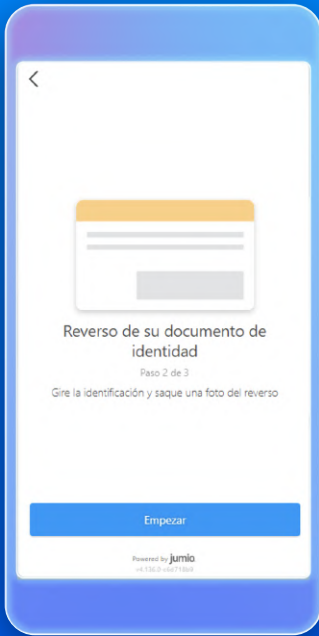 Reverso de su documento de
identidad
Paso 2 de 3
Gire la identificación y saque una foto del reverso
Empezar
Powered by jumio.